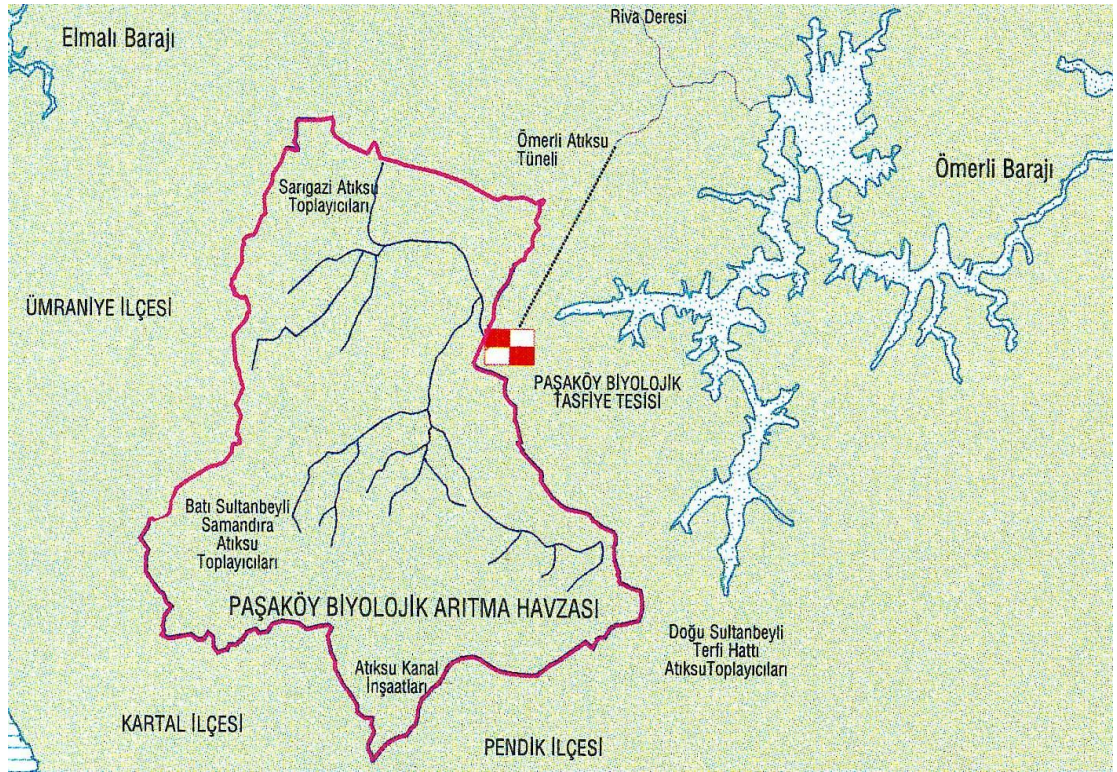 Riva Deresi
Elmalı Barajı
Ömerli Atıksu
Tüneli
Ömerli Barajı
Sarıgazi Atıksu
Toplayıcıları
ÜMRANİYE İLÇESİ
PAŞAKÖY BİYOLOJİK
TASFİYE TESİSİ
Batı Sultanbeyli
Samandıra
Atıksu
Toplayıcıları
PAŞAKÖY BİYOLOJİK ARITMA HAVZASI
Doğu Sultanbeyli
Terfi Hattı
AtıksuToplayıcıları
Atıksu Kanal
İnşaatları
KARTAL İLÇESİ
PENDİK İLÇESİ